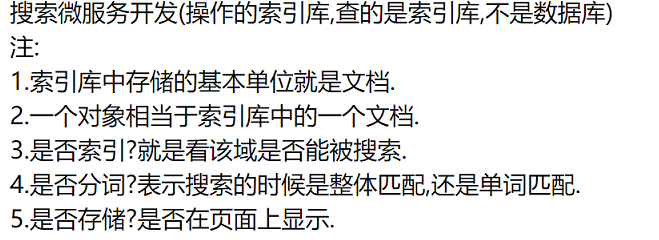 搜索微服务开发(操作的索引库,查的是索引库,不是数据库)
注:
1.索引库中存储的基本单位就是文档.
2.一个对象相当于索引库中的一个文档.
3.是否索引?就是看该域是否能被搜索.
4.是否分词?表示搜索的时候是整体匹配,还是单词匹配.
5.是否存储?是否在页面上显示.